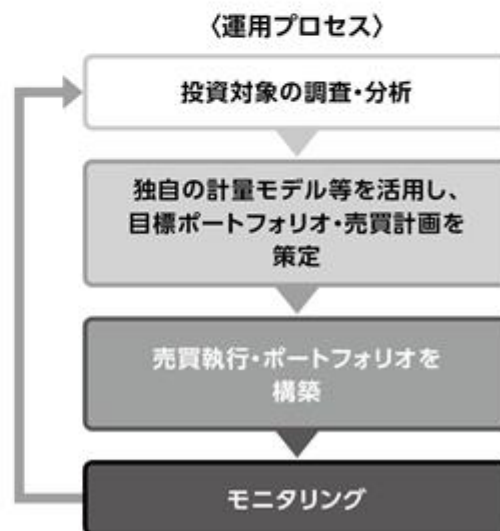 〈運用プロセス〉
投資対象の調査・分析
独自の計量モデル等を活用し、
目標ポートフォリオ・売買計画を
策定
売買執行・ポートフォリオを
構築
モニタリング